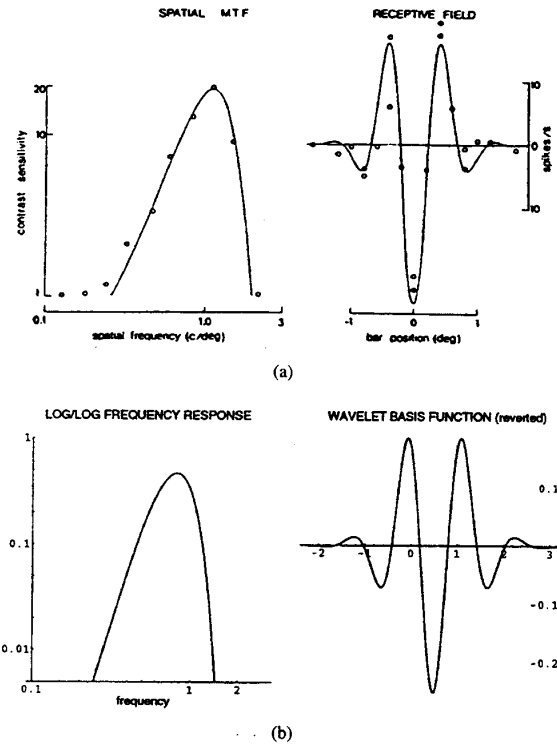 SPATIAL MTF
RECEPTIVE FIELD
20
10
1
contrast sensitivity
0.1
1.0
3
spatial frequency (c/deg)
10
0
10
spikes/s
-1
0
1
bar position (deg)
(a)
LOG/LOG FREQUENCY RESPONSE
WAVELET BASIS FUNCTION (reverted)
1
0.1
0.01
0.1
1
2
frequency
0.1
-2
-1
0
1
2
3
-0.1
-0.2
(b)